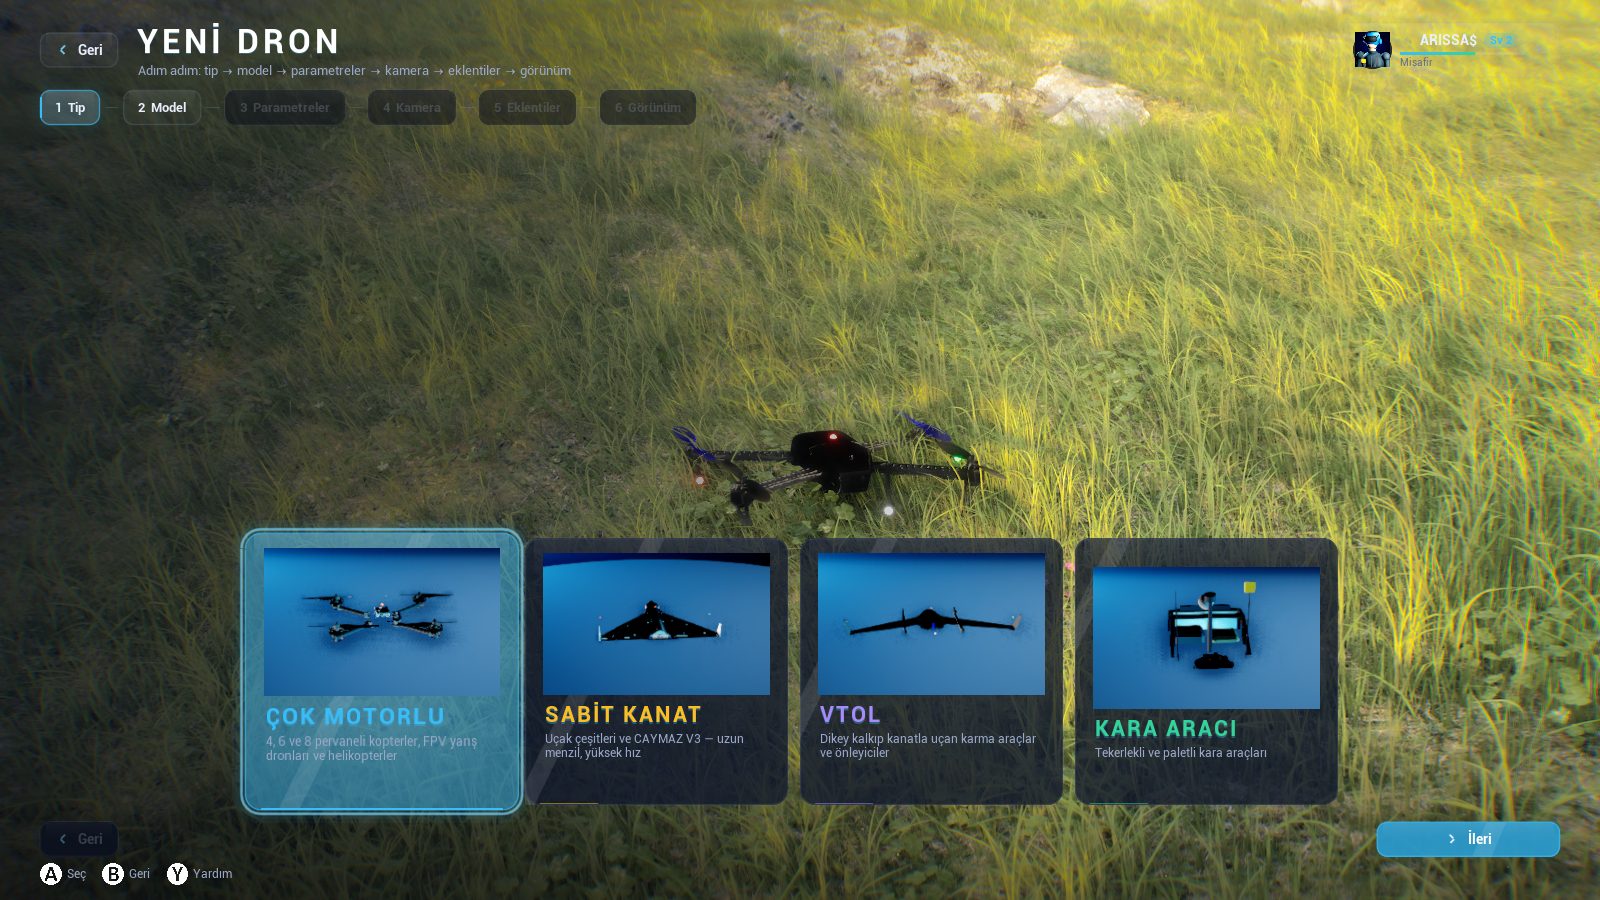 Geri
YENİ DRON
Adım adım: tip → model → parametreler → kamera → eklentiler → görünüm
ARISSA$ Sv 2
Misafir
1 Tip
2 Model
3 Parametreler
4 Kamera
5 Eklentiler
6 Görünüm
ÇOK MOTORLU
4, 6 ve 8 pervaneli kopterler, FPV yarış
dronları ve helikopterler
SABİT KANAT
Uçak çeşitleri ve CAYMAZ V3 — uzun
menzil, yüksek hız
VTOL
Dikey kalkıp kanatla uçan karma araçlar
ve önleyiciler
KARA ARACI
Tekerlekli ve paletli kara araçları
Geri
İleri
A Seç
B Geri
Y Yardım